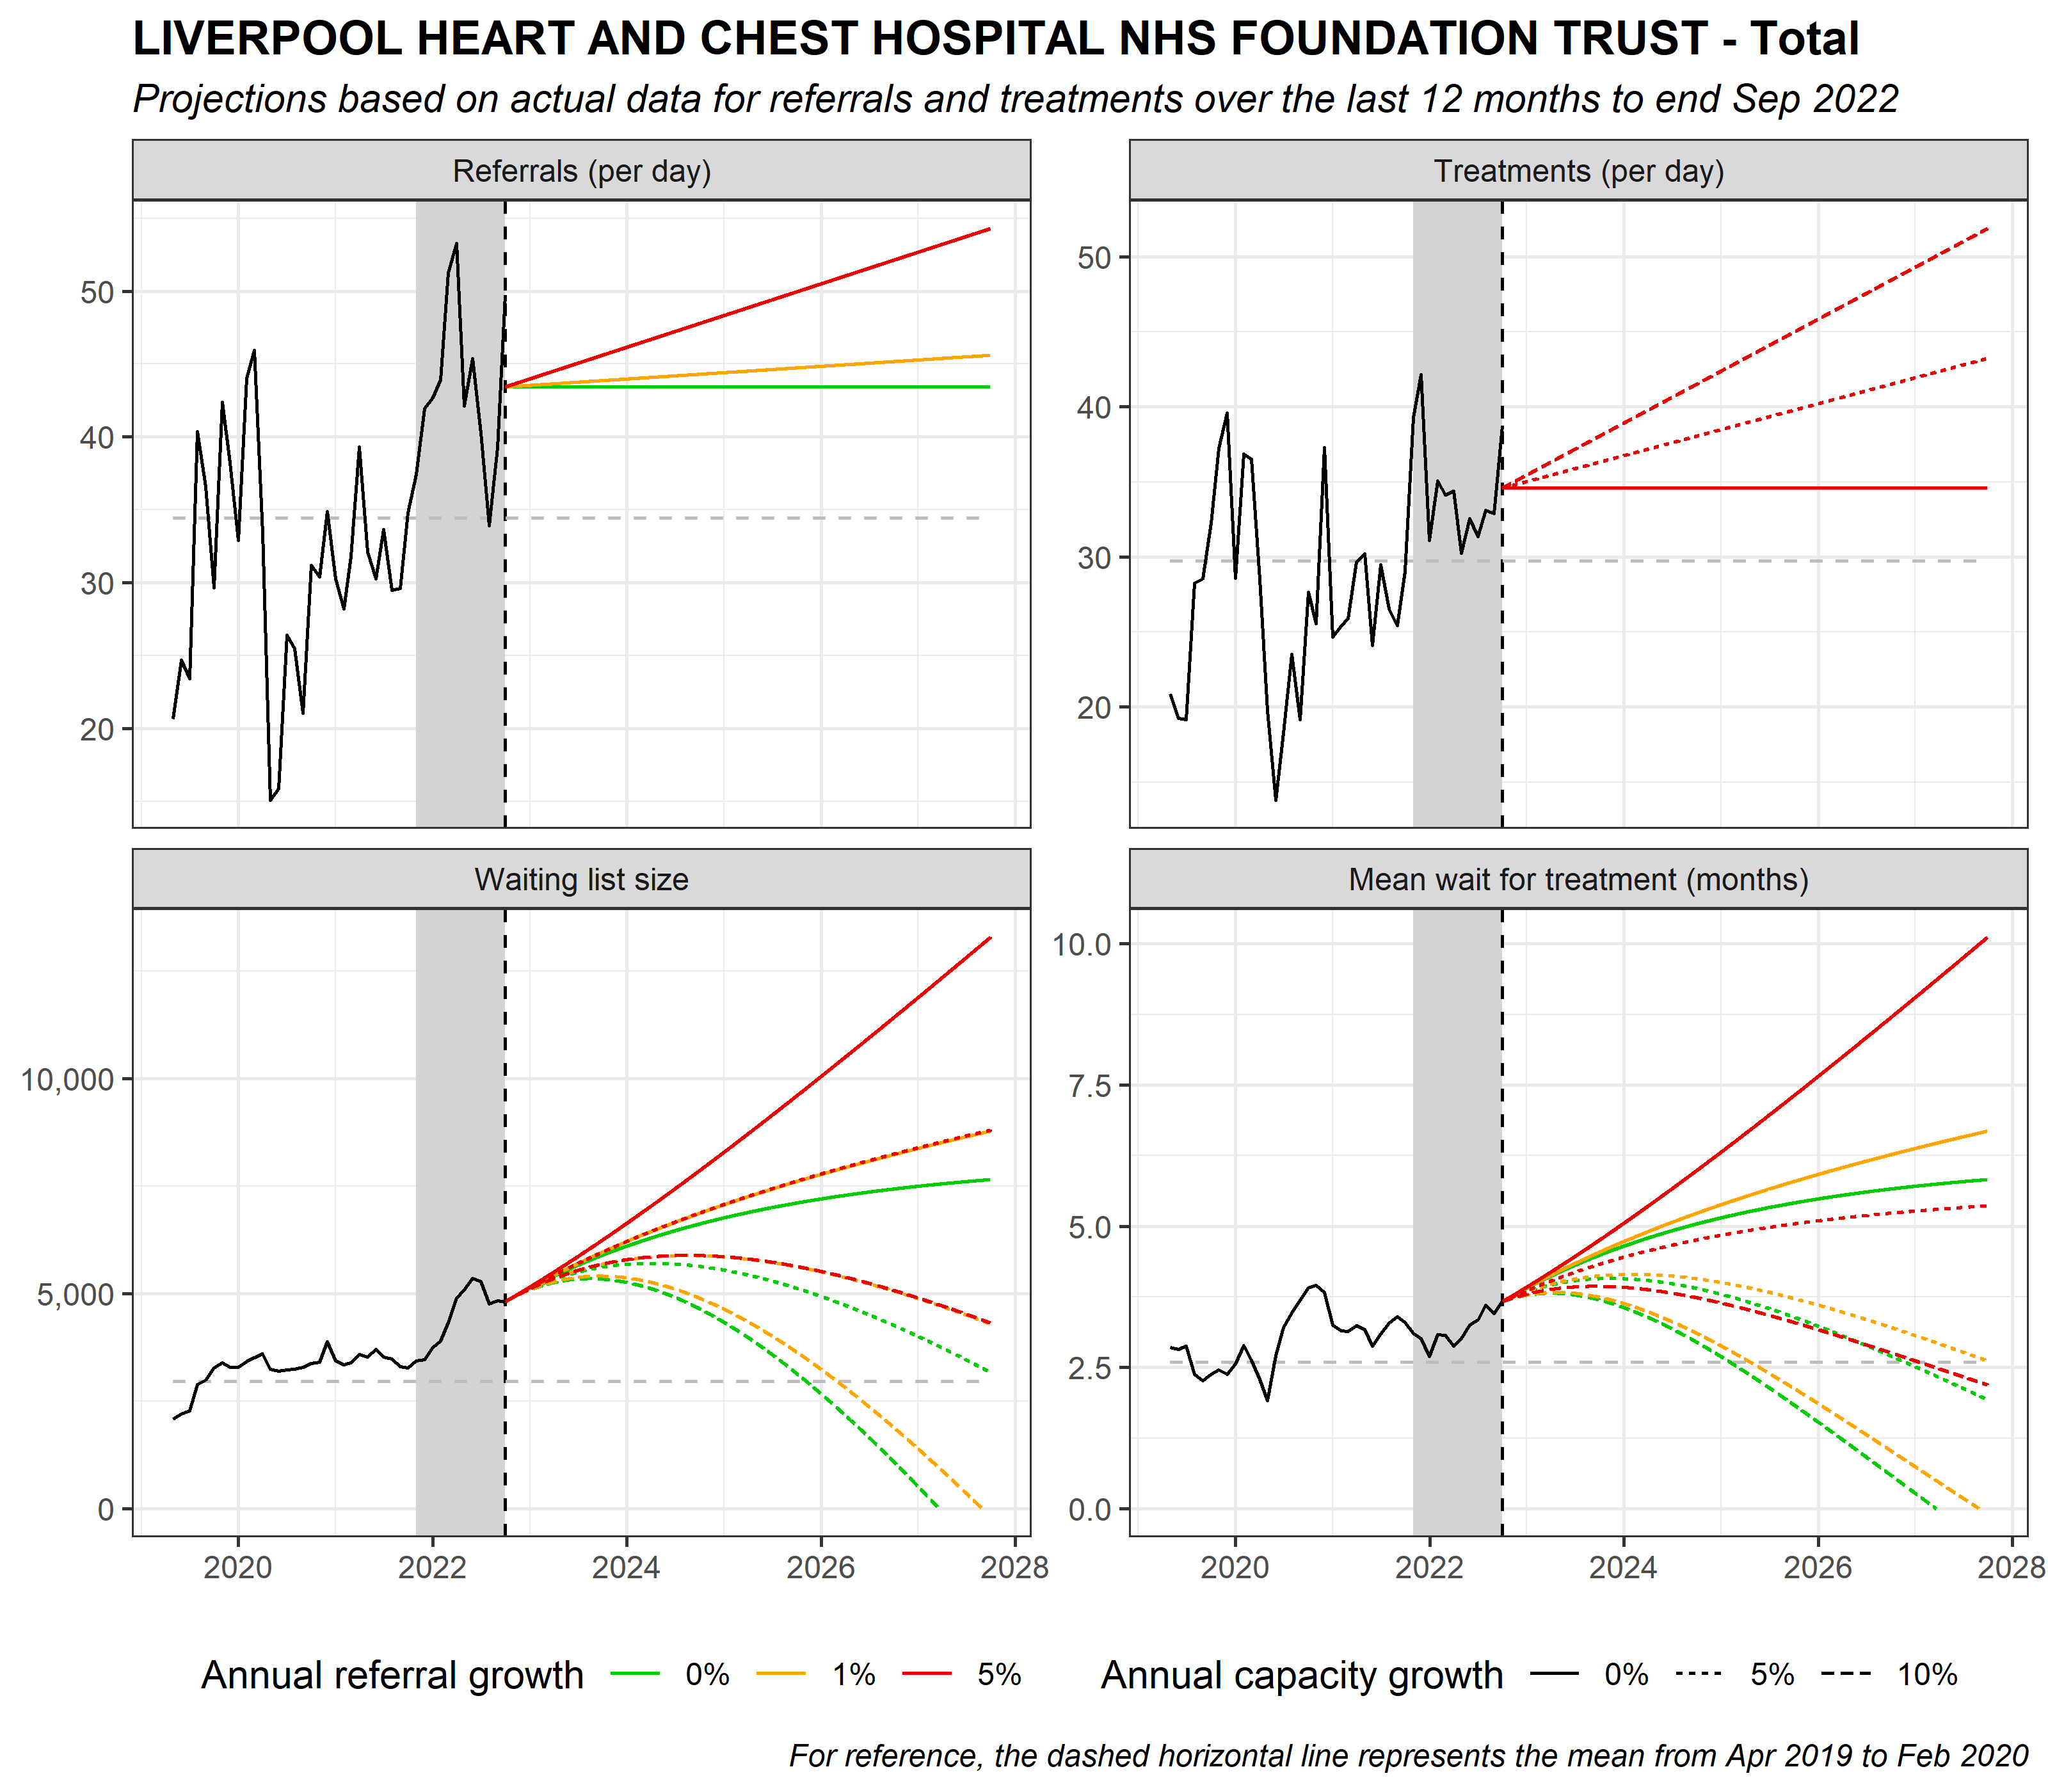 LIVERPOOL HEART AND CHEST HOSPITAL NHS FOUNDATION TRUST - Total
Projections based on actual data for referrals and treatments over the last 12 months to end Sep 2022
Referrals (per day)
50
40
30
20
Treatments (per day)
50
40
30
20
Waiting list size
10,000
5,000
0
2020 2022 2024 2026 2028
Mean wait for treatment (months)
10.0
7.5
5.0
2.5
0.0
2020 2022 2024 2026 2028
Annual referral growth 0% 1% 5%
Annual capacity growth 0% 5% 10%
For reference, the dashed horizontal line represents the mean from Apr 2019 to Feb 2020